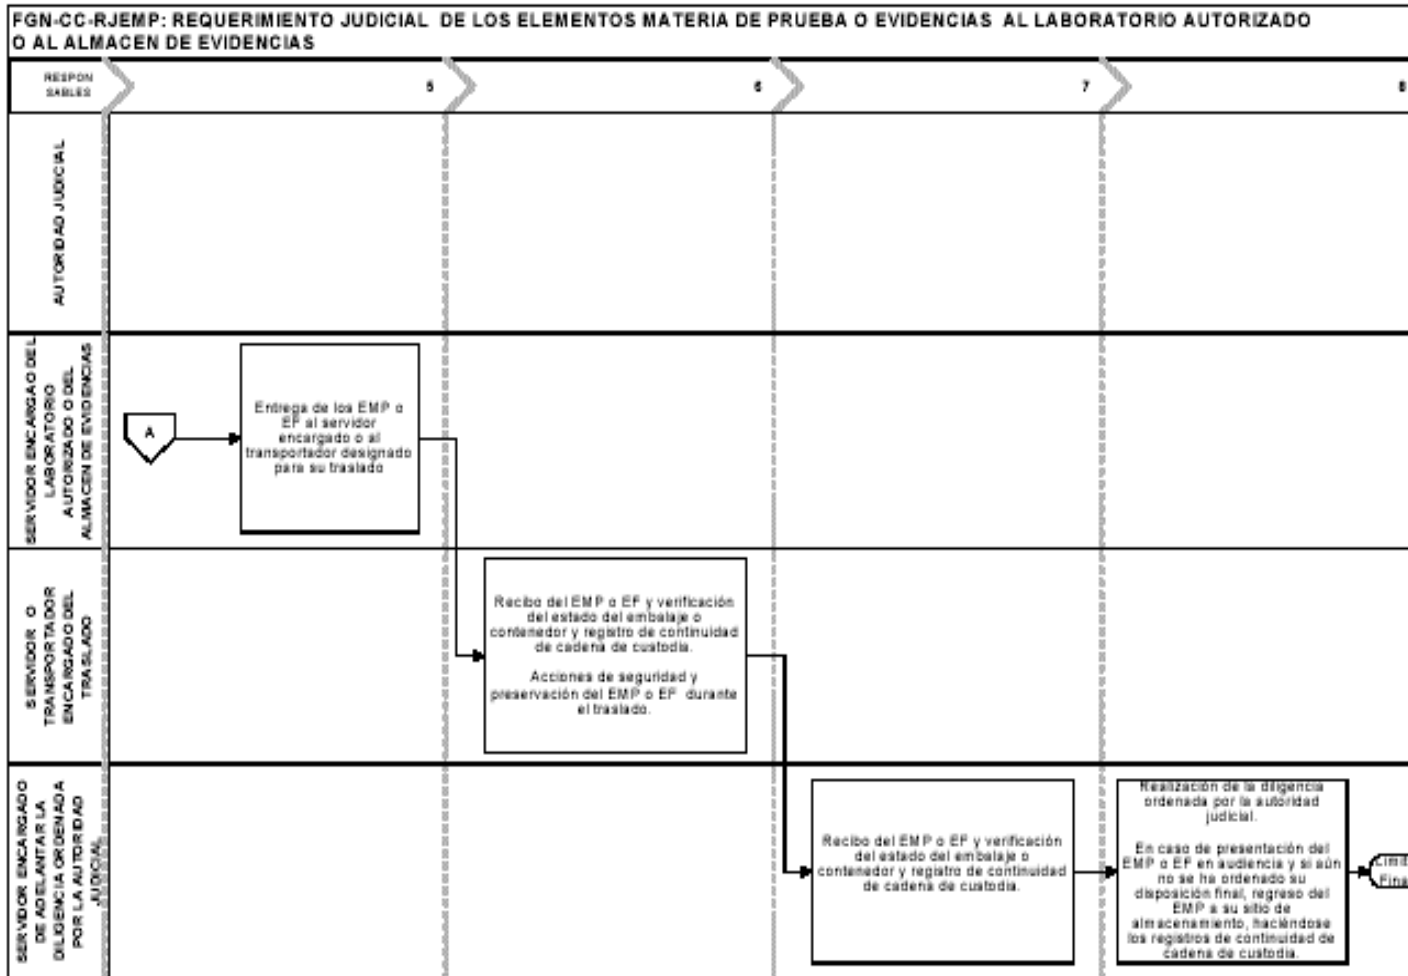 FGN-CC-RJEMP: REQUERIMIENTO JUDICIAL DE LOS ELEMENTOS MATERIA DE PRUEBA O EVIDENCIAS AL LABORATORIO AUTORIZADO
O AL ALMACEN DE EVIDENCIAS
RESPON
SABLES
5
6
7
8
AUTORIDAD JUDICIAL
SERVIDOR ENCARGAO DEL
LABORATORIO
AUTORIZADO O DEL
ALMACEN DE EVIDENCIAS
A
Entrega de los EMP o
EF al servidor
encargado o al
transportador designado
para su traslado
SERVIDOR O
TRANSPORTADOR
ENCARGADO DEL
TRASLADO
Recibo del EMP o EF y verificación
del estado del embalaje o
contenedor y registro de continuidad
de cadena de custodia.
Acciones de seguridad y
preservación del EMP o EF durante
el traslado.
SERVIDOR ENCARGADO
DE ADELANTAR LA
DILIGENCIA ORDENADA
POR LA AUTORIDAD
JUDICIAL
Recibo del EMP o EF y verificación
del estado del embalaje o
contenedor y registro de continuidad
de cadena de custodia.
Realización de la diligencia
ordenada por la autoridad
judicial.
En caso de presentación del
EMP o EF en audiencia y si aún
no se ha ordenado su
disposición final, regreso del
EMP a su sitio de
almacenamiento, haciéndose
los registros de continuidad de
cadena de custodia.